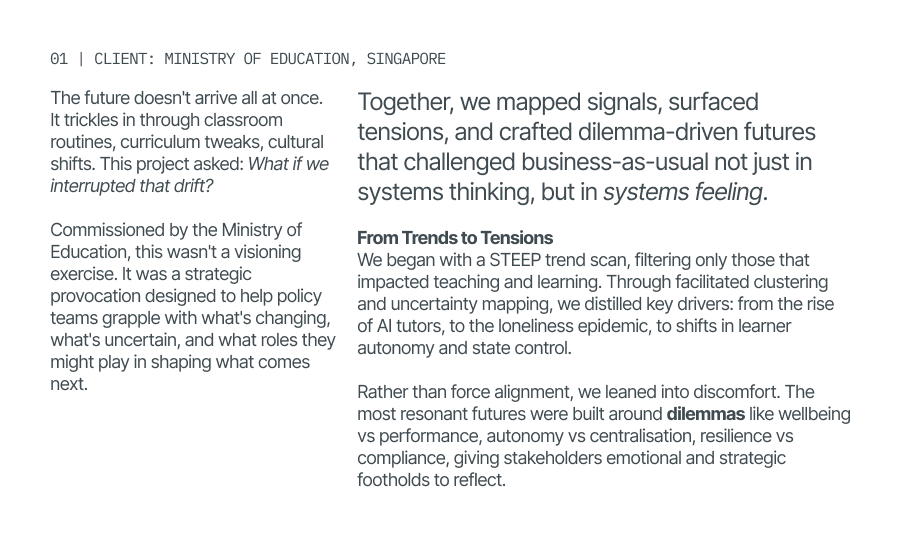 01 | CLIENT: MINISTRY OF EDUCATION, SINGAPORE
The future doesn't arrive all at once.
It trickles in through classroom
routines, curriculum tweaks, cultural
shifts. This project asked: What if we
interrupted that drift?
Commissioned by the Ministry of
Education, this wasn't a visioning
exercise. It was a strategic
provocation designed to help policy
teams grapple with what's changing,
what's uncertain, and what roles they
might play in shaping what comes
next.
Together, we mapped signals, surfaced
tensions, and crafted dilemma-driven futures
that challenged business-as-usual not just in
systems thinking, but in systems feeling.
From Trends to Tensions
We began with a STEEP trend scan, filtering only those that
impacted teaching and learning. Through facilitated clustering
and uncertainty mapping, we distilled key drivers: from the rise
of AI tutors, to the loneliness epidemic, to shifts in learner
autonomy and state control.
Rather than force alignment, we leaned into discomfort. The
most resonant futures were built around dilemmas like wellbeing
vs performance, autonomy vs centralisation, resilience vs
compliance, giving stakeholders emotional and strategic
footholds to reflect.